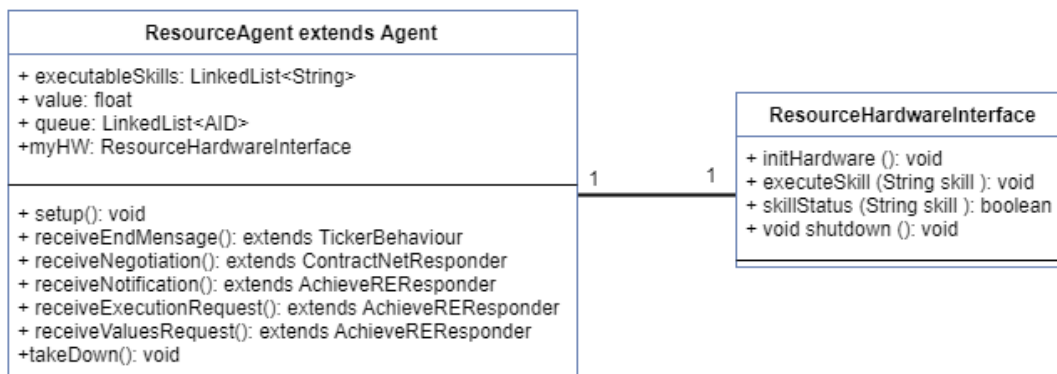 ResourceAgent extends Agent
+ executableSkills: LinkedList<String>
+ value: float
+ queue: LinkedList<AID>
+myHW: ResourceHardwareInterface
+ setup(): void
+ receiveEndMensage(): extends TickerBehaviour
+ receiveNegotiation(): extends ContractNetResponder
+ receiveNotification(): extends AchieveREResponder
+ receiveExecutionRequest(): extends AchieveREResponder
+ receiveValuesRequest(): extends AchieveREResponder
+takeDown(): void
1
1
ResourceHardwareInterface
+ initHardware (): void
+ executeSkill (String skill ): void
+ skillStatus (String skill ): boolean
+ void shutdown (): void